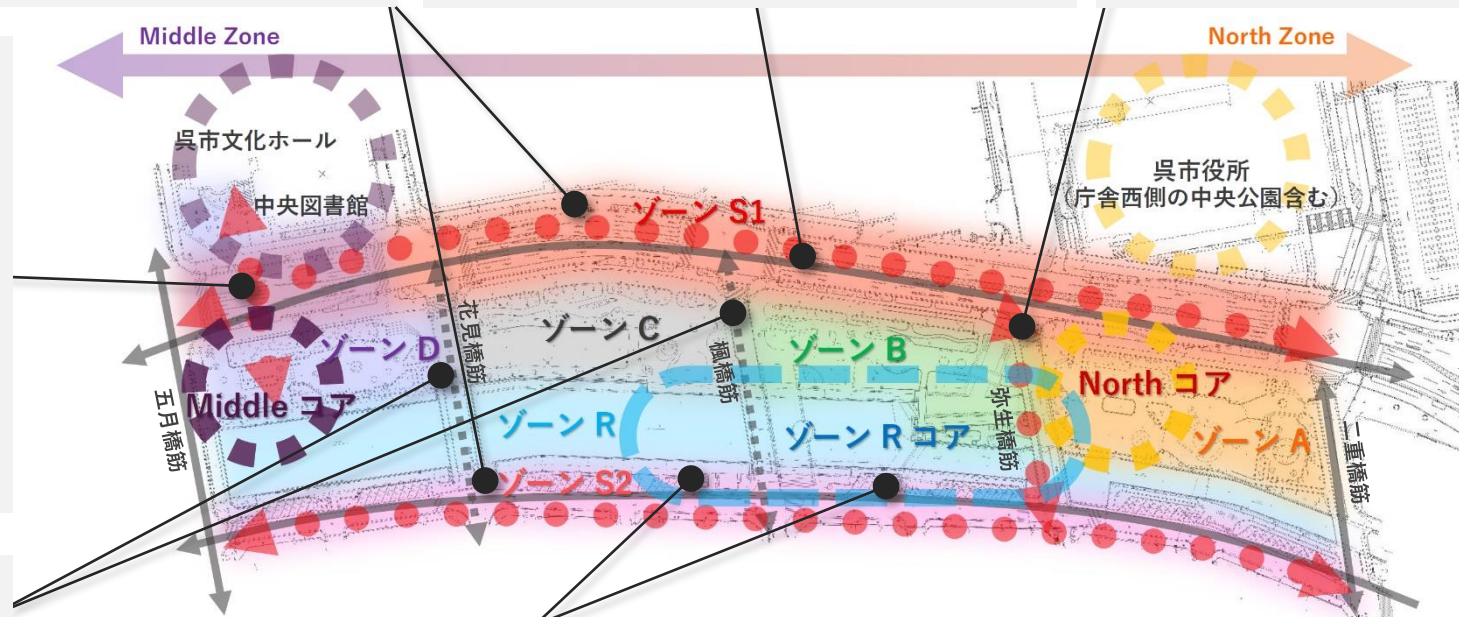 Middle Zone
North Zone
呉市文化ホール
中央図書館
呉市役所
(庁舎西側の中央公園含む)
ゾーン S1
花見橋筋
ゾーン C
楓橋筋
ゾーン B
ゾーン D
Middle コア
五月橋筋
弥生橋筋
North コア
ゾーン R
ゾーン R コア
ゾーン A
二重橋筋
ゾーン S2